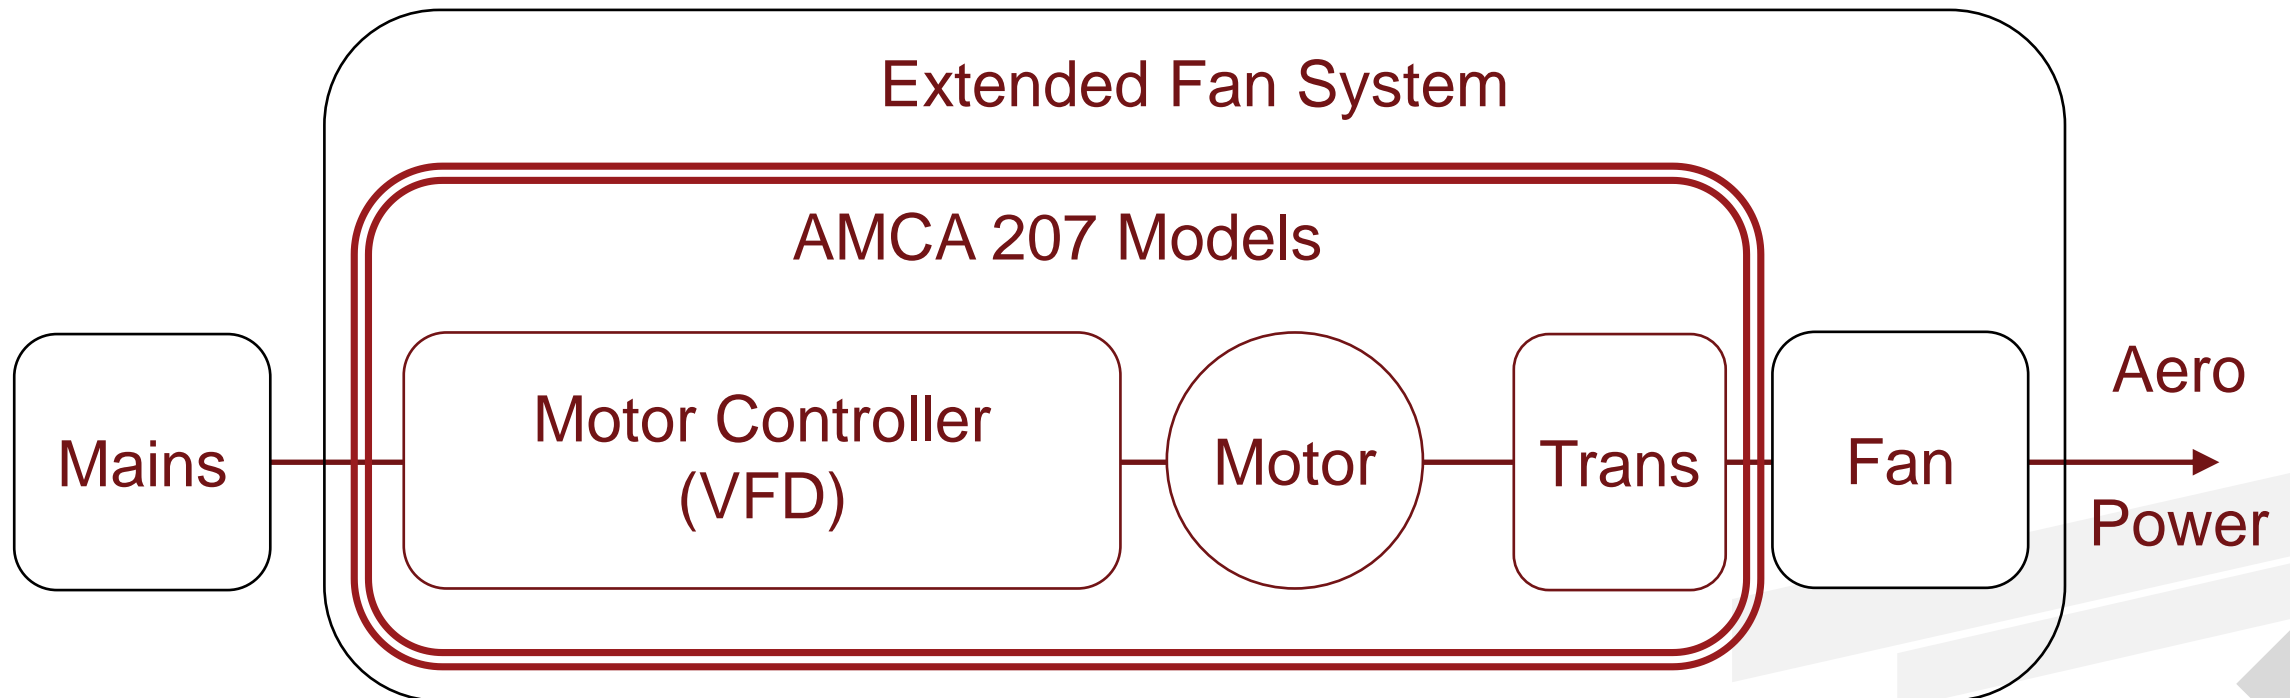 Extended Fan System
AMCA 207 Models
Mains
Motor Controller
(VFD)
Motor
Trans
Fan
Aero
Power